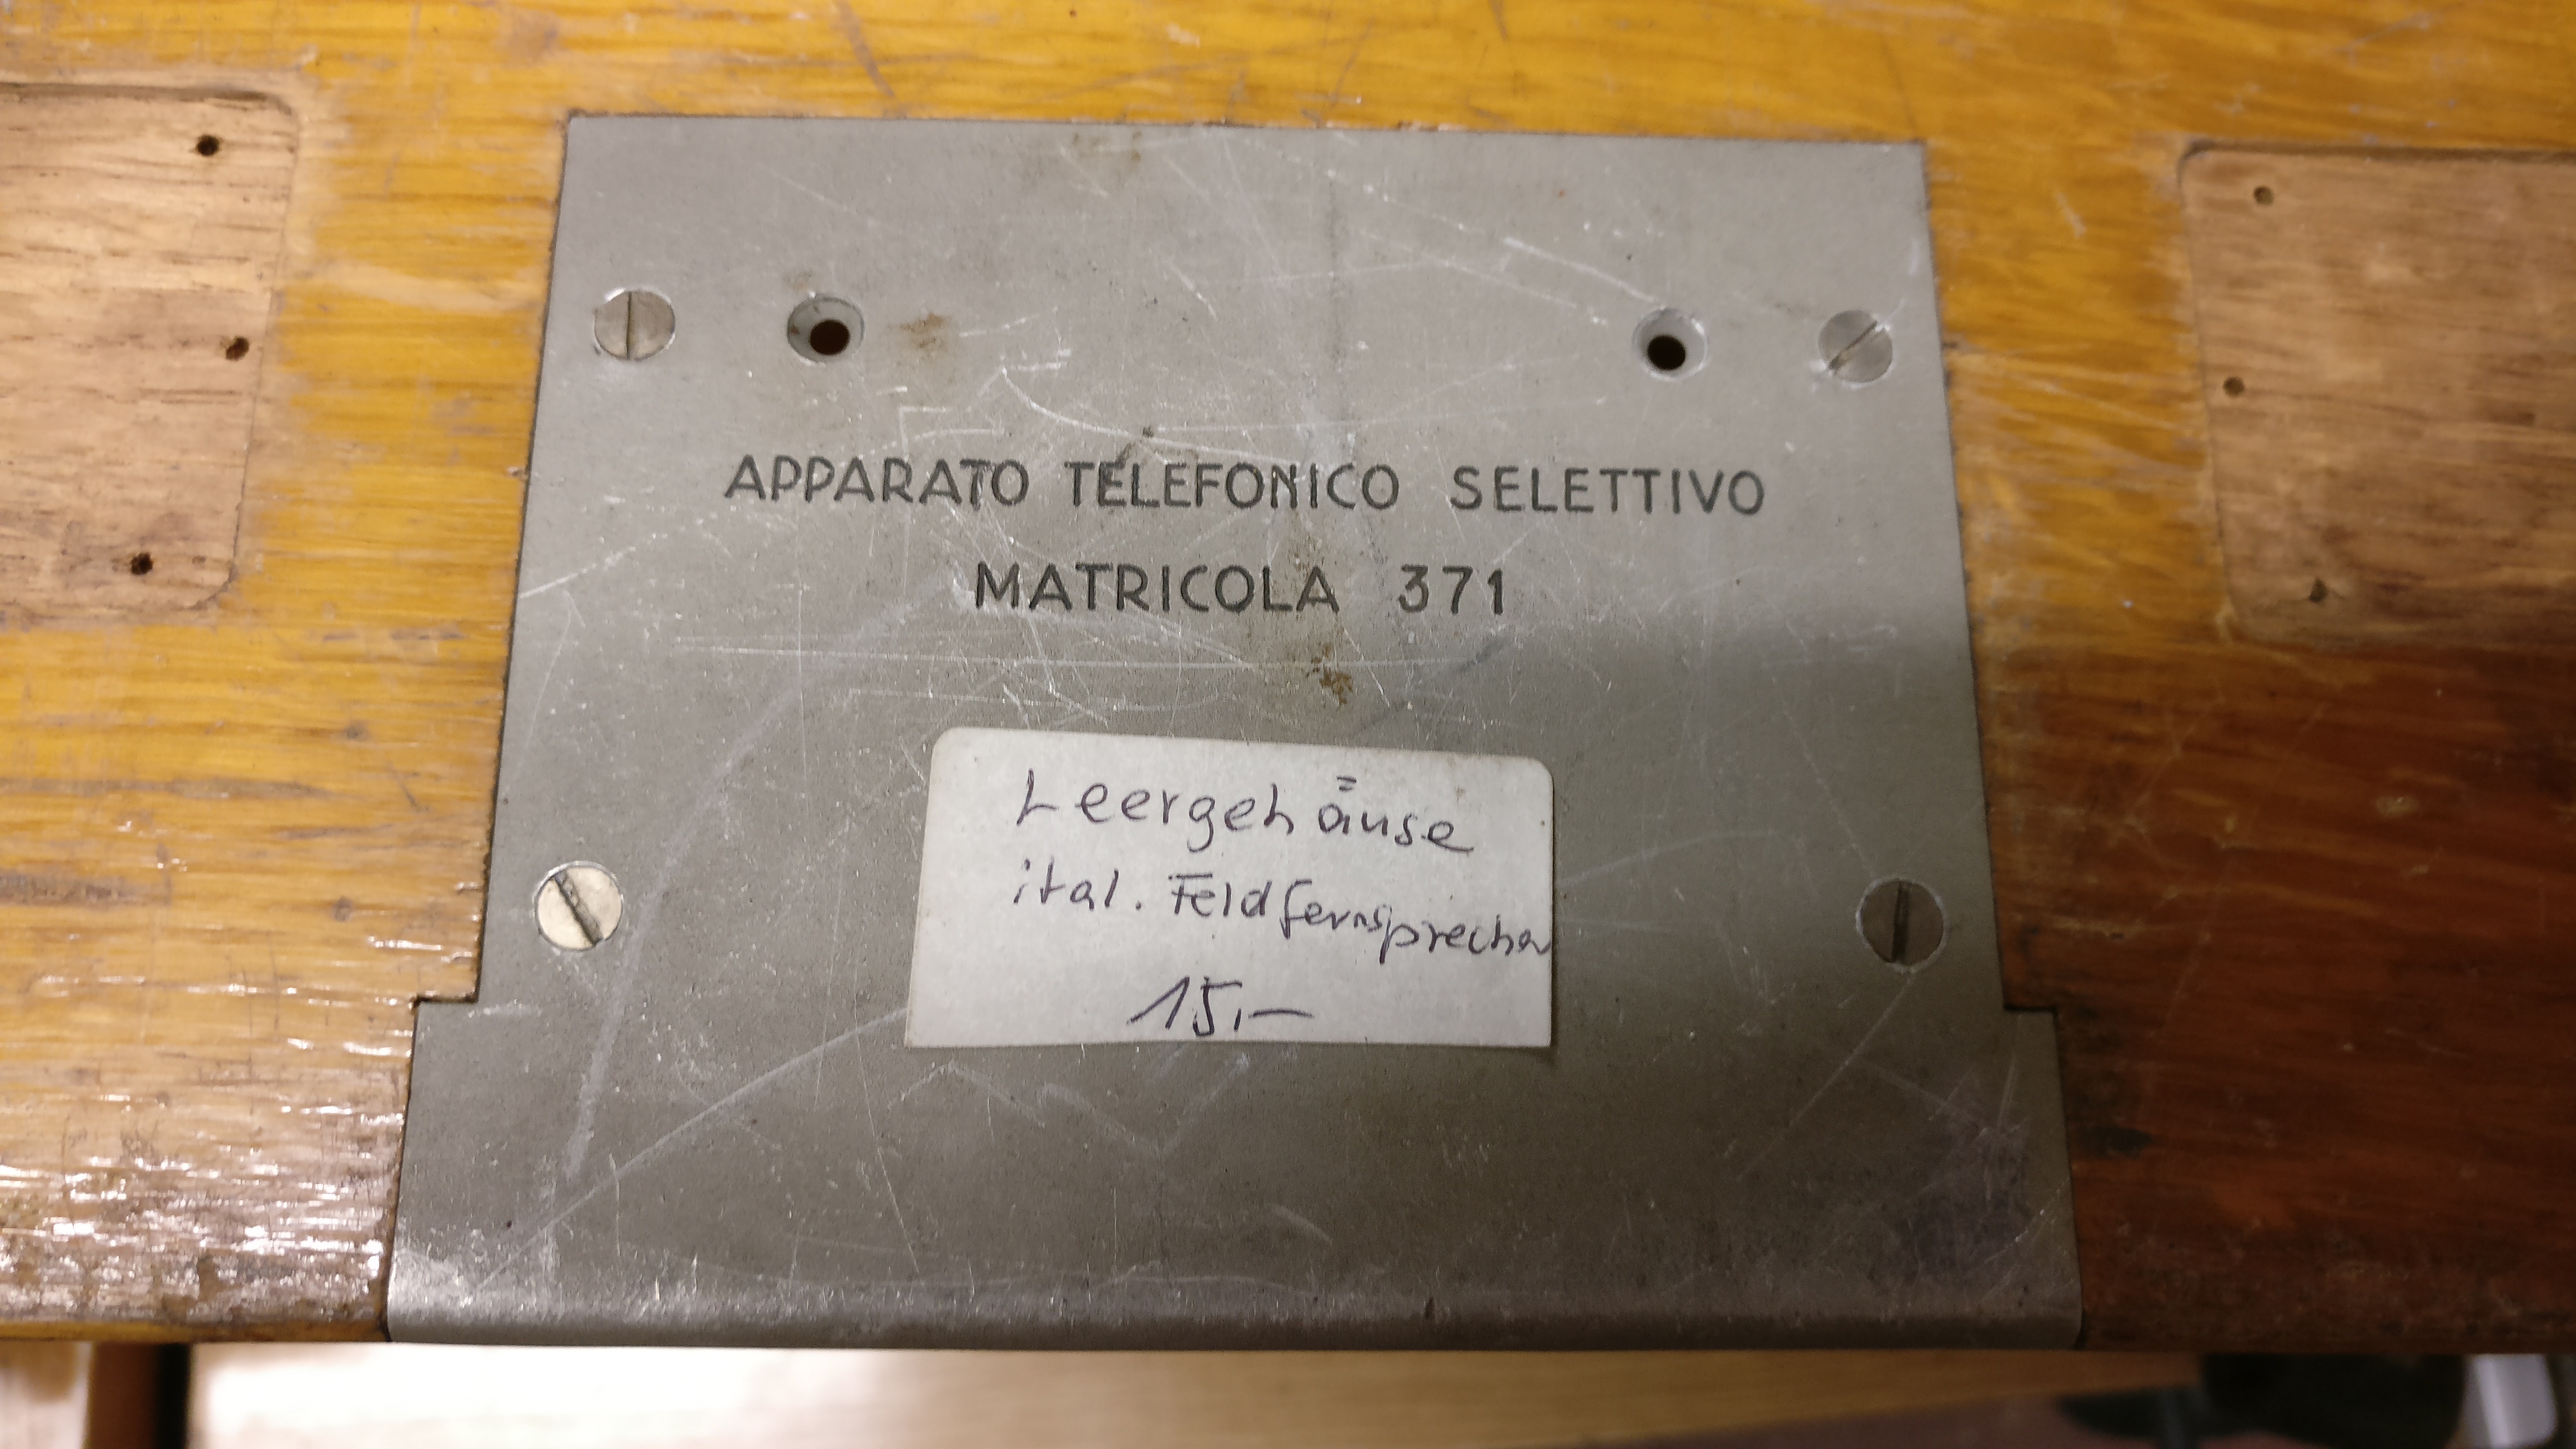 APPARATO TELEFONICO SELETTIVO
MATRICOLA 371
Leergehäuse
ital. Feldfernsprecher
15,-